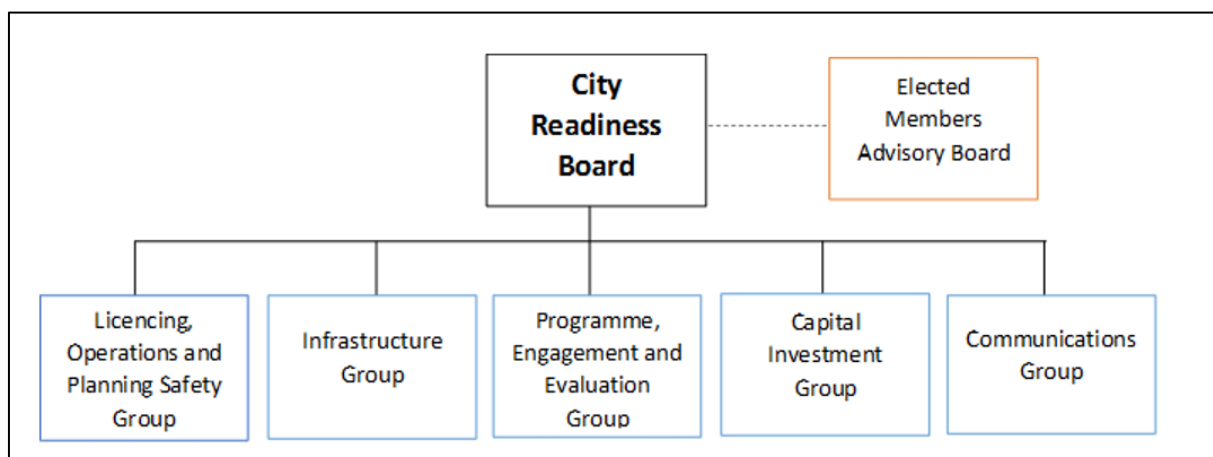 City
Readiness
Board
Elected
Members
Advisory Board
Licencing,
Operations and
Planning Safety
Group
Infrastructure
Group
Programme,
Engagement and
Evaluation
Group
Capital
Investment
Group
Communications
Group